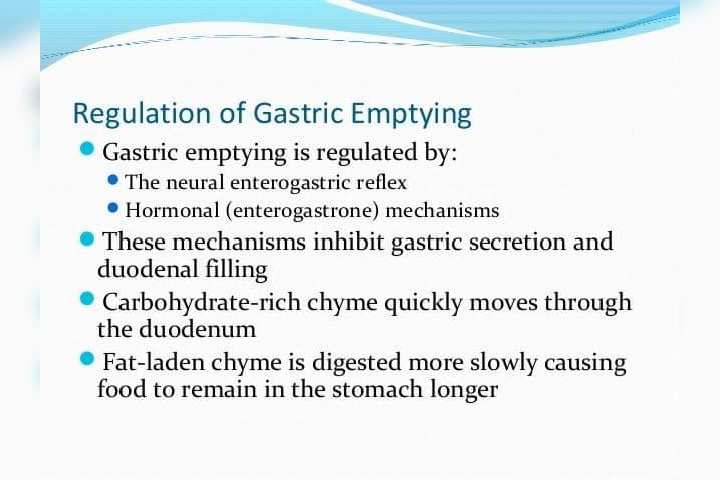 Regulation of Gastric Emptying
Gastric emptying is regulated by:
The neural enterogastric reflex
Hormonal (enterogastrone) mechanisms
These mechanisms inhibit gastric secretion and
duodenal filling
Carbohydrate-rich chyme quickly moves through
the duodenum
Fat-laden chyme is digested more slowly causing
food to remain in the stomach longer